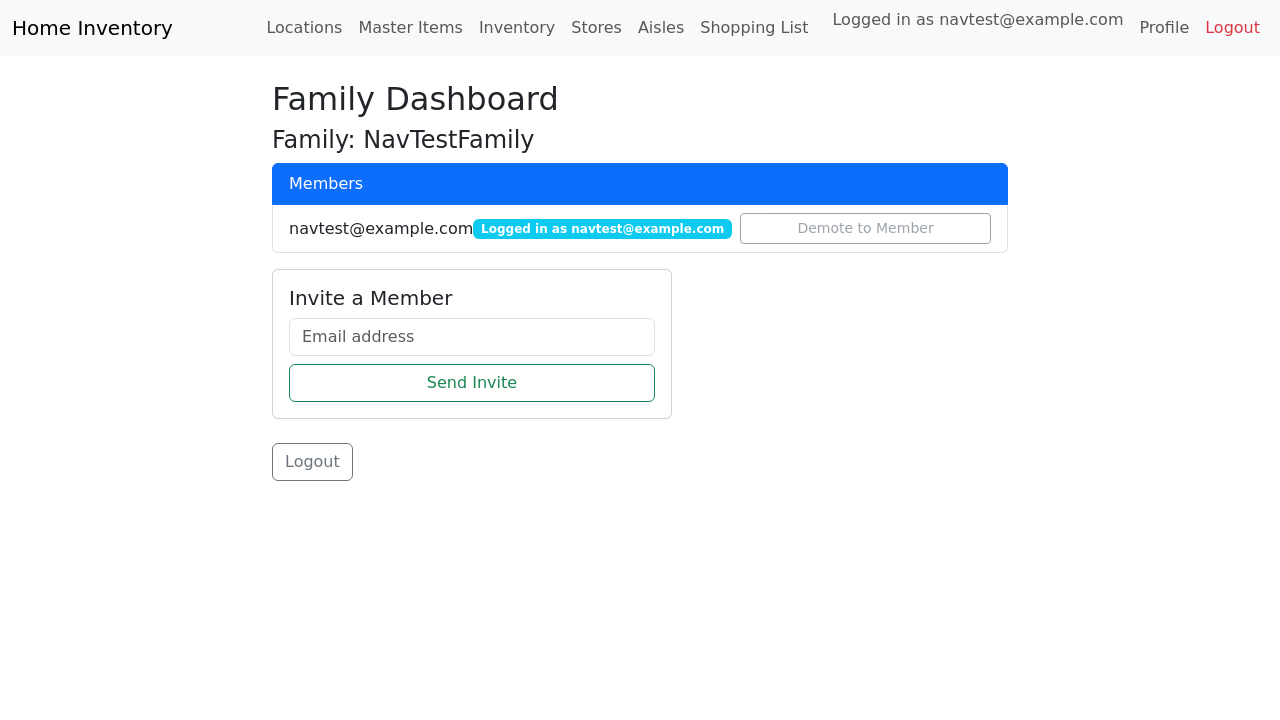 Home Inventory Locations Master Items Inventory Stores Aisles Shopping List Logged in as navtest@example.com Profile Logout
Family Dashboard
Family: NavTestFamily
Members
navtest@example.com Logged in as navtest@example.com Demote to Member
Invite a Member
Email address
Send Invite
Logout